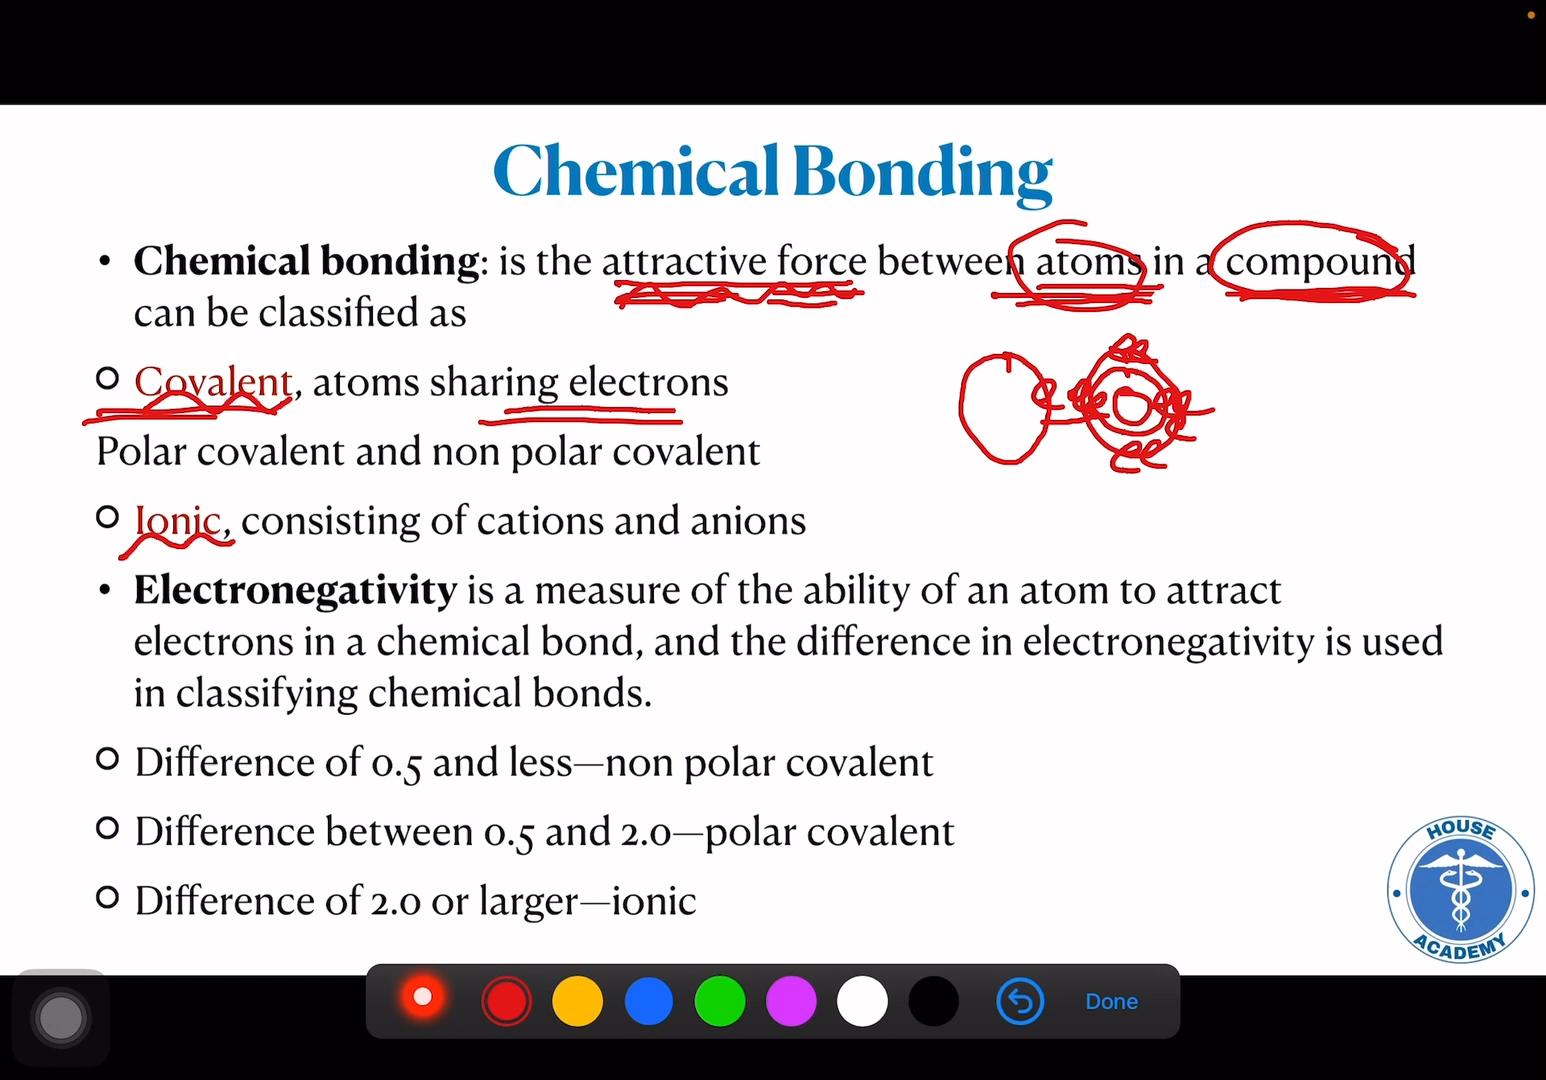 Chemical Bonding
• Chemical bonding: is the attractive force between atoms in a compound
can be classified as
Covalent, atoms sharing electrons
Polar covalent and non polar covalent
Ionic, consisting of cations and anions
• Electronegativity is a measure of the ability of an atom to attract
electrons in a chemical bond, and the difference in electronegativity is used
in classifying chemical bonds.
Difference of 0.5 and less—non polar covalent
Difference between 0.5 and 2.0—polar covalent
Difference of 2.0 or larger—ionic
HOUSE
ACADEMY
Done